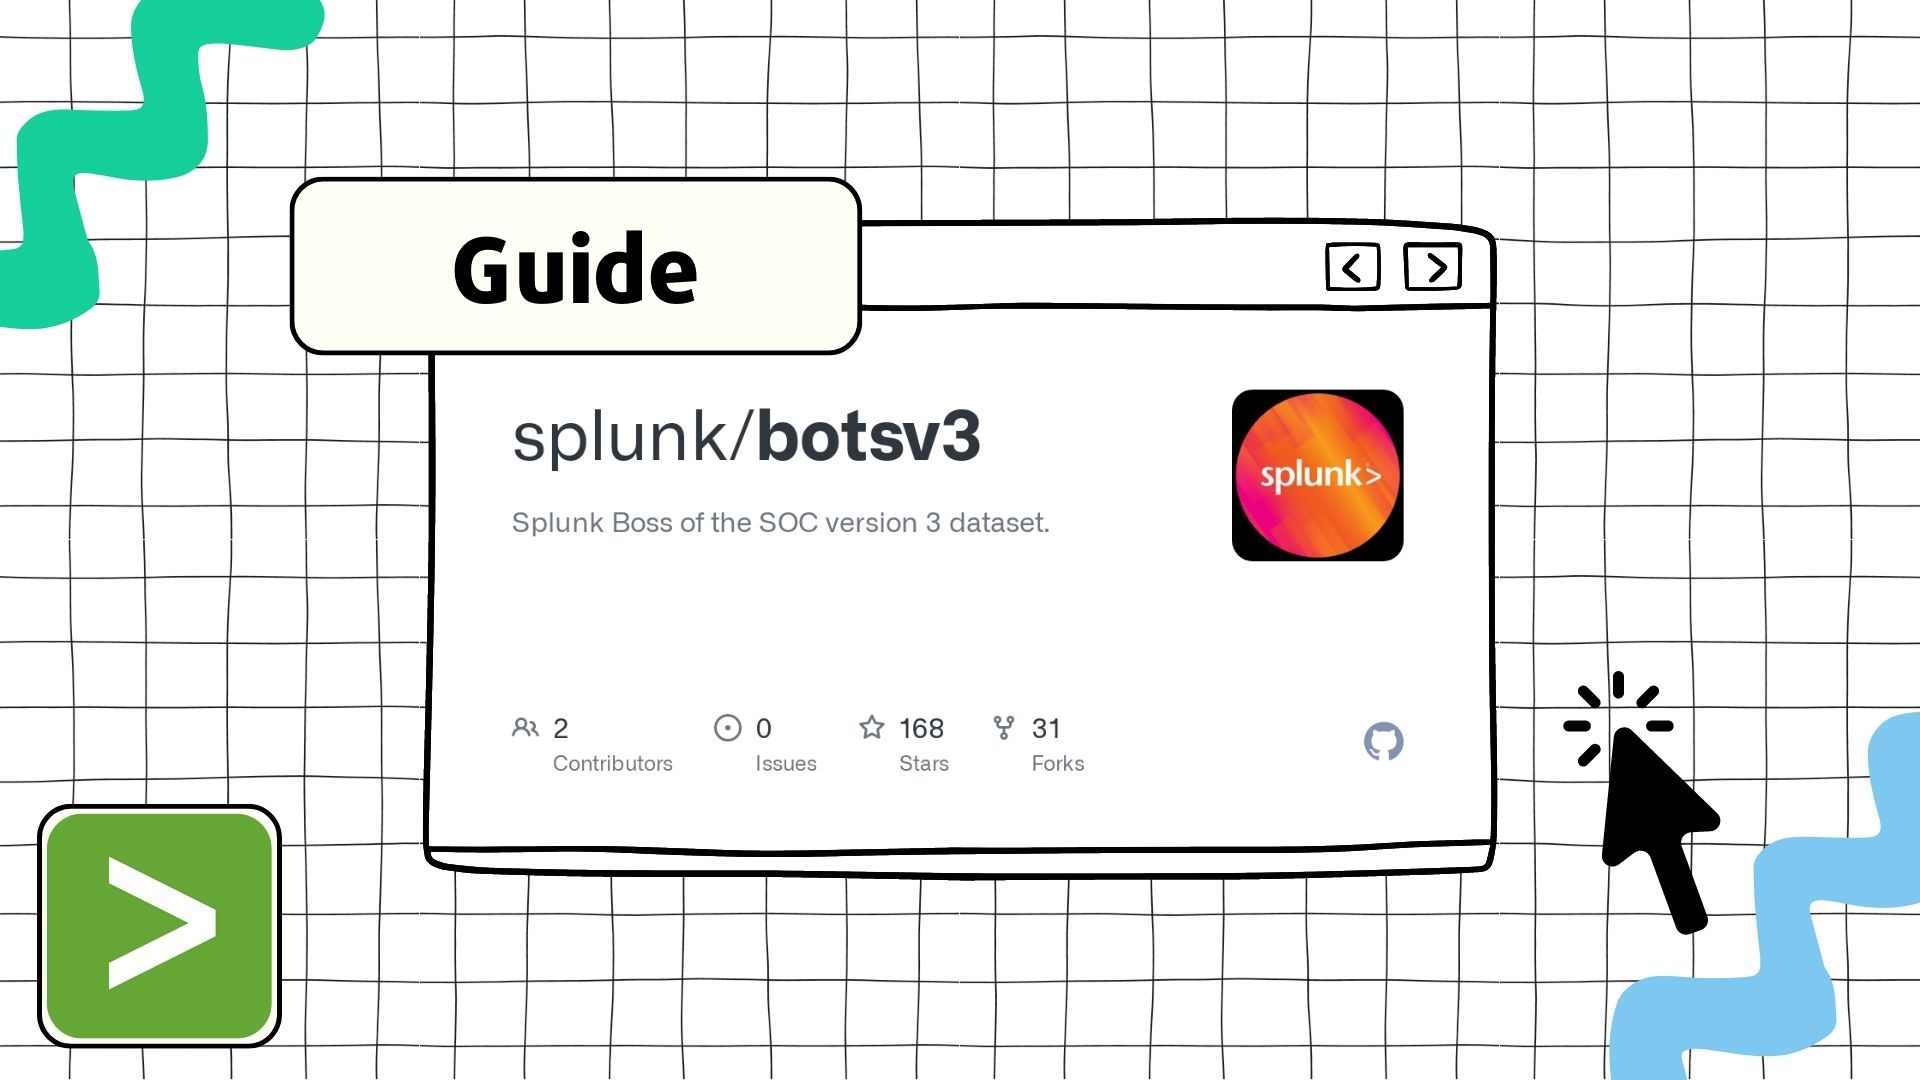 Guide
splunk/botsv3
splunk>
Splunk Boss of the SOC version 3 dataset.
2 0 168 31
Contributors Issues Stars Forks
>